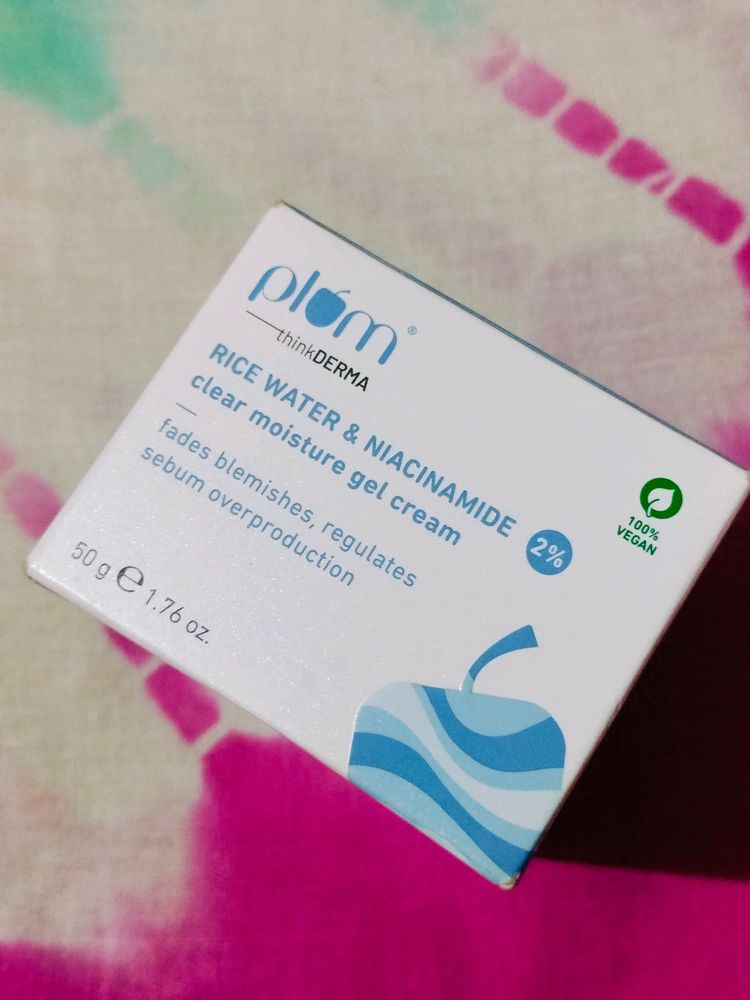 plum®
thinkDERMA
RICE WATER & NIACINAMIDE 2%
clear moisture gel cream
fades blemishes, regulates
sebum overproduction
50 g ℮ 1.76 oz.
100%
VEGAN